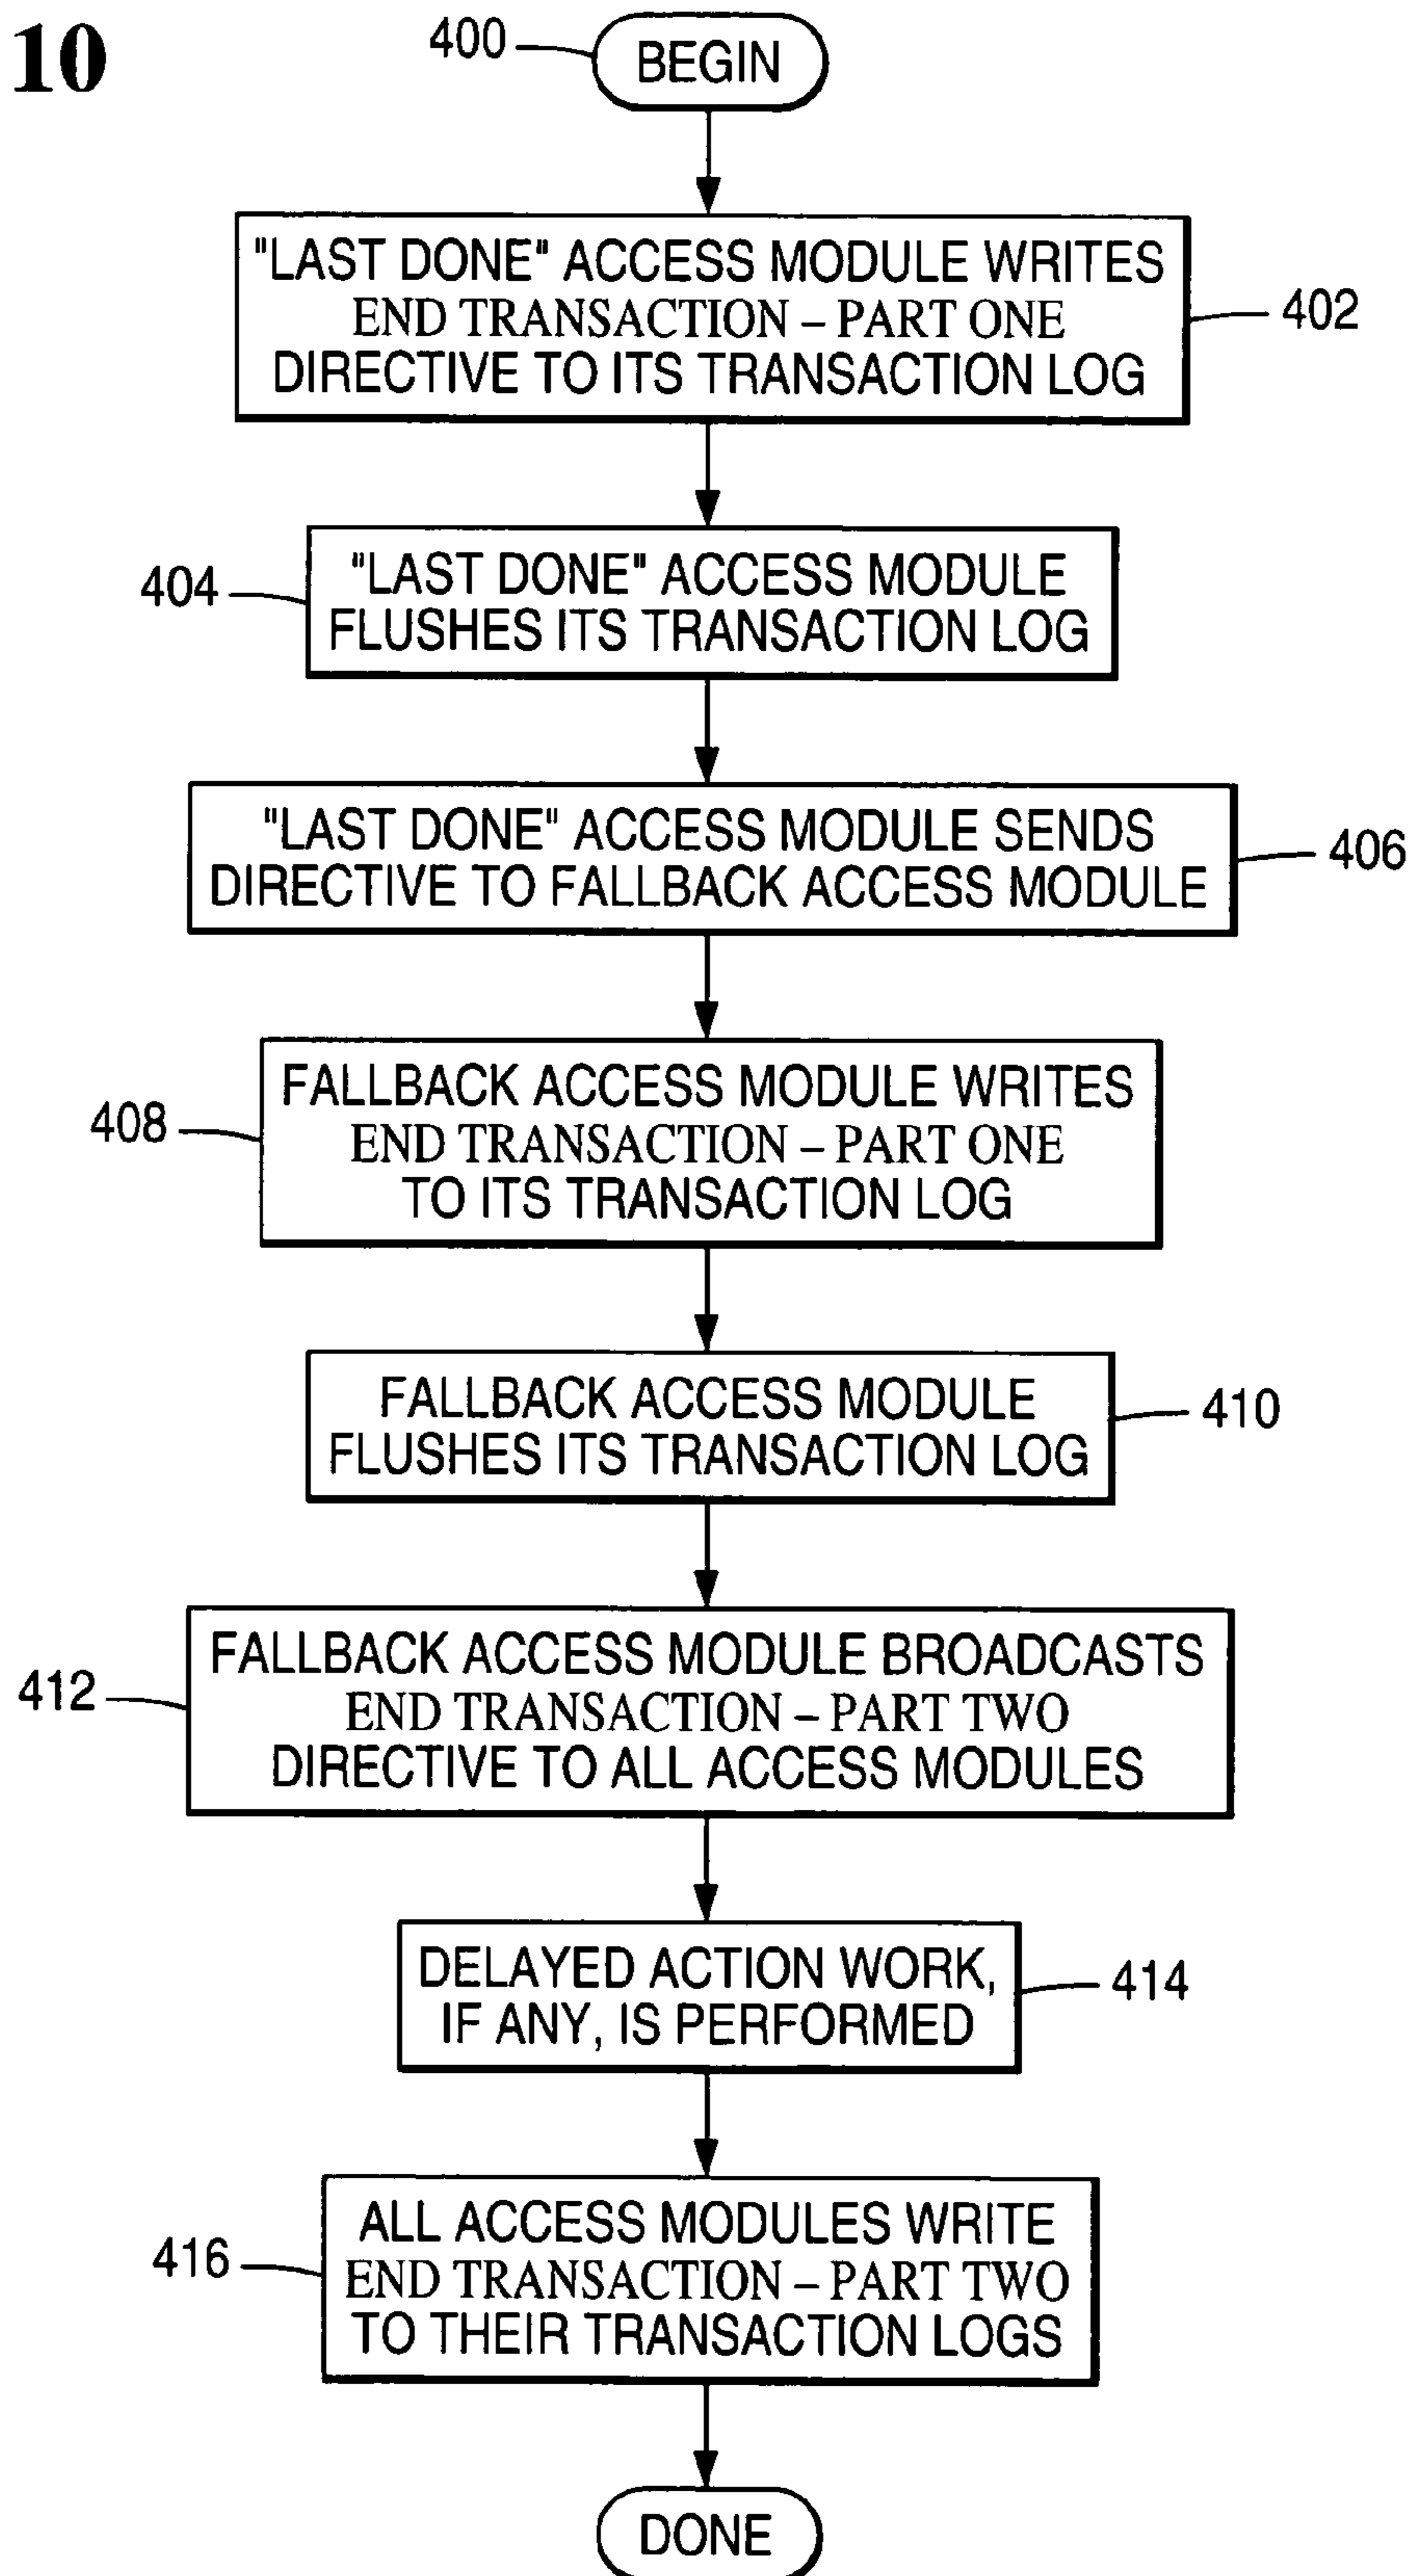 10
400
BEGIN
"LAST DONE" ACCESS MODULE WRITES
END TRANSACTION – PART ONE
DIRECTIVE TO ITS TRANSACTION LOG
402
"LAST DONE" ACCESS MODULE
FLUSHES ITS TRANSACTION LOG
404
"LAST DONE" ACCESS MODULE SENDS
DIRECTIVE TO FALLBACK ACCESS MODULE
406
FALLBACK ACCESS MODULE WRITES
END TRANSACTION – PART ONE
TO ITS TRANSACTION LOG
408
FALLBACK ACCESS MODULE
FLUSHES ITS TRANSACTION LOG
410
FALLBACK ACCESS MODULE BROADCASTS
END TRANSACTION – PART TWO
DIRECTIVE TO ALL ACCESS MODULES
412
DELAYED ACTION WORK,
IF ANY, IS PERFORMED
414
ALL ACCESS MODULES WRITE
END TRANSACTION – PART TWO
TO THEIR TRANSACTION LOGS
416
DONE